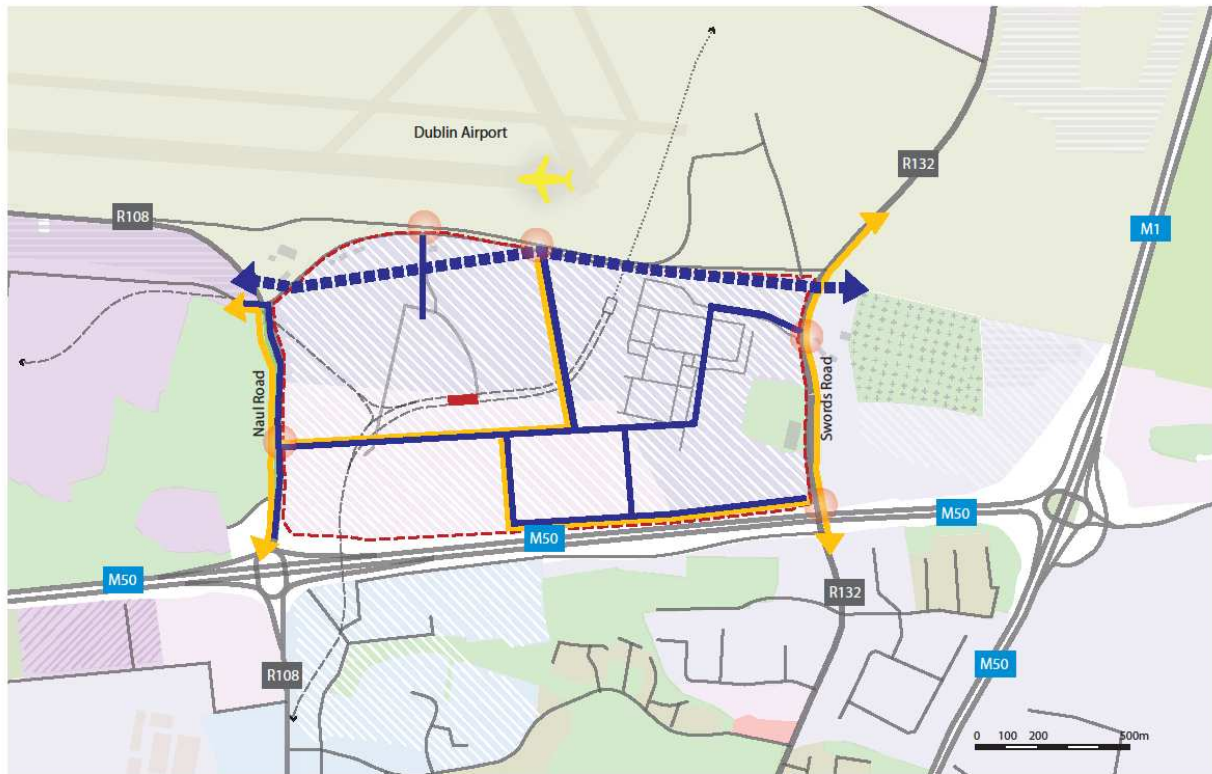 Dublin Airport
R132
R108
M1
Naul Road
Swords Road
M50
M50
M50
R132
R108
M50
0 100 200 500m